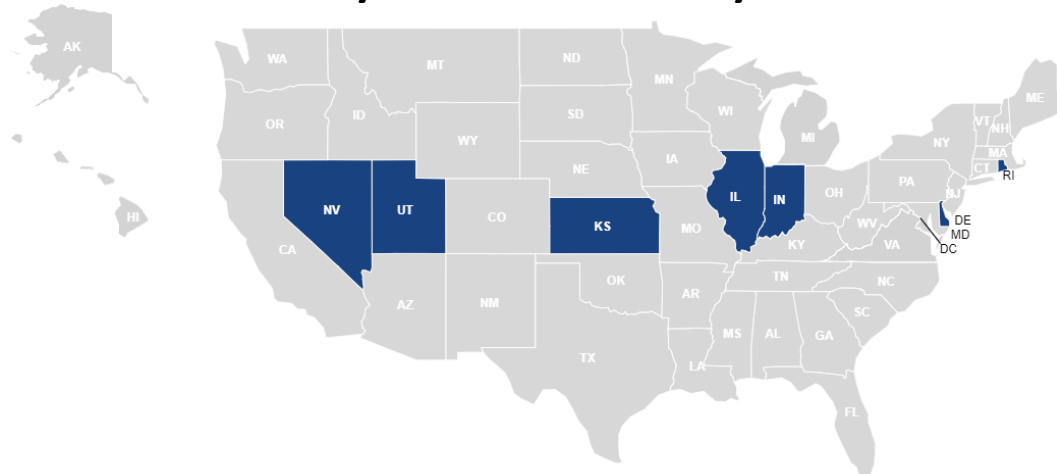 AK
WA
MT
ND
MN
ME
OR
ID
SD
WI
VT
NH
WY
MI
NY
MA
CT
RI
NE
IA
PA
NJ
NV
UT
CO
KS
MO
IL
IN
OH
WV
DE
MD
DC
HI
CA
KY
VA
AZ
NM
OK
AR
TN
NC
SC
TX
LA
MS
AL
GA
FL